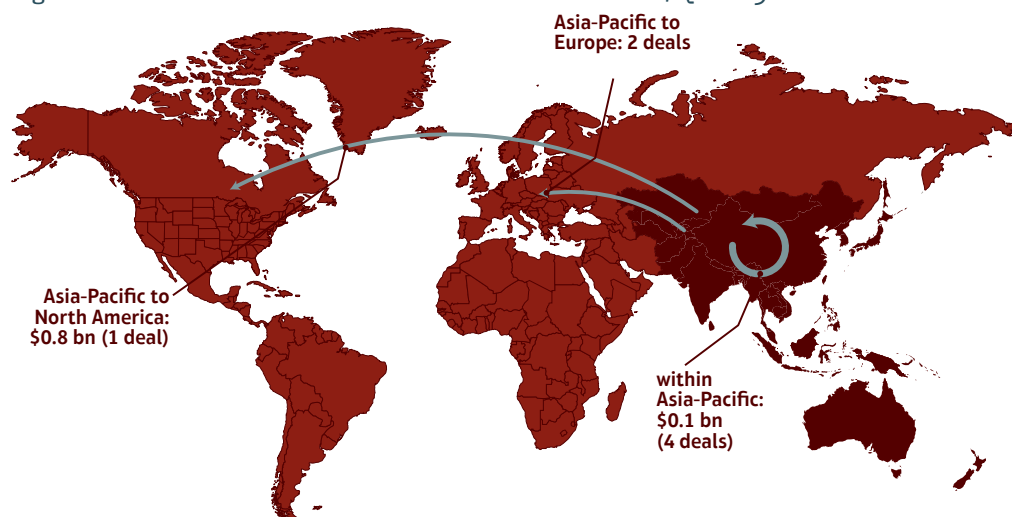 Asia-Pacific to
Europe: 2 deals
Asia-Pacific to
North America:
$0.8 bn (1 deal)
within
Asia-Pacific:
$0.1 bn
(4 deals)